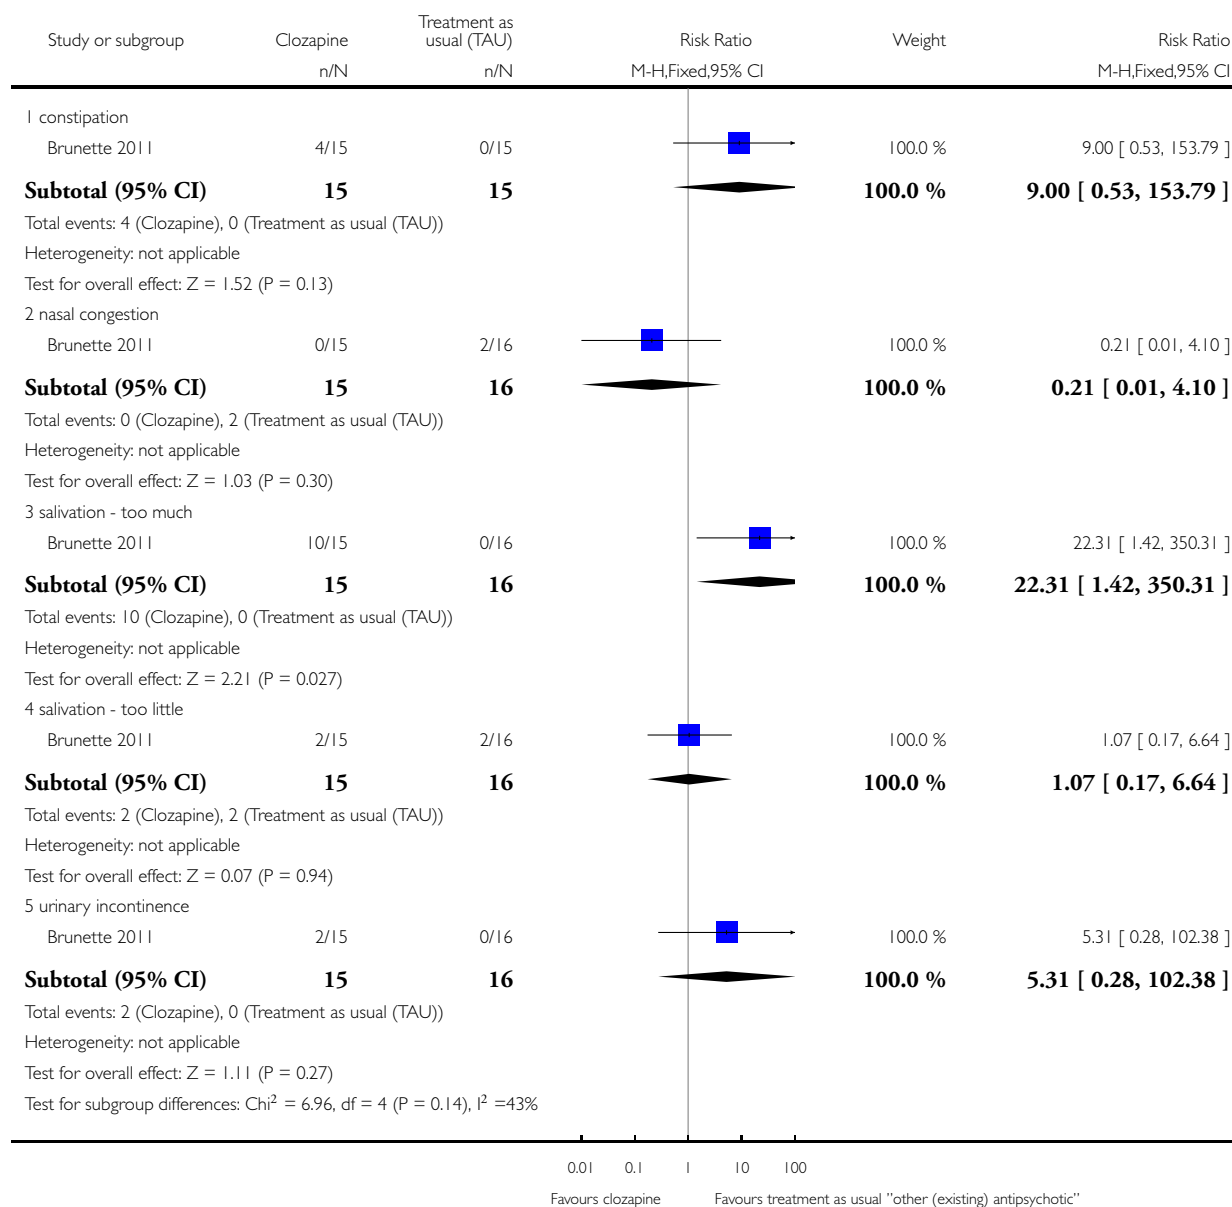 Study or subgroup Clozapine Treatment as usual (TAU) Risk Ratio Weight Risk Ratio
n/N n/N M-H,Fixed,95% CI M-H,Fixed,95% CI
1 constipation
Brunette 2011 4/15 0/15 100.0 % 9.00 [ 0.53, 153.79 ]
Subtotal (95% CI) 15 15 100.0 % 9.00 [ 0.53, 153.79 ]
Total events: 4 (Clozapine), 0 (Treatment as usual (TAU))
Heterogeneity: not applicable
Test for overall effect: Z = 1.52 (P = 0.13)
2 nasal congestion
Brunette 2011 0/15 2/16 100.0 % 0.21 [ 0.01, 4.10 ]
Subtotal (95% CI) 15 16 100.0 % 0.21 [ 0.01, 4.10 ]
Total events: 0 (Clozapine), 2 (Treatment as usual (TAU))
Heterogeneity: not applicable
Test for overall effect: Z = 1.03 (P = 0.30)
3 salivation - too much
Brunette 2011 10/15 0/16 100.0 % 22.31 [ 1.42, 350.31 ]
Subtotal (95% CI) 15 16 100.0 % 22.31 [ 1.42, 350.31 ]
Total events: 10 (Clozapine), 0 (Treatment as usual (TAU))
Heterogeneity: not applicable
Test for overall effect: Z = 2.21 (P = 0.027)
4 salivation - too little
Brunette 2011 2/15 2/16 100.0 % 1.07 [ 0.17, 6.64 ]
Subtotal (95% CI) 15 16 100.0 % 1.07 [ 0.17, 6.64 ]
Total events: 2 (Clozapine), 2 (Treatment as usual (TAU))
Heterogeneity: not applicable
Test for overall effect: Z = 0.07 (P = 0.94)
5 urinary incontinence
Brunette 2011 2/15 0/16 100.0 % 5.31 [ 0.28, 102.38 ]
Subtotal (95% CI) 15 16 100.0 % 5.31 [ 0.28, 102.38 ]
Total events: 2 (Clozapine), 0 (Treatment as usual (TAU))
Heterogeneity: not applicable
Test for overall effect: Z = 1.11 (P = 0.27)
Test for subgroup differences: Chi² = 6.96, df = 4 (P = 0.14), I² =43%
0.01 0.1 1 10 100
Favours clozapine Favours treatment as usual ”other (existing) antipsychotic”